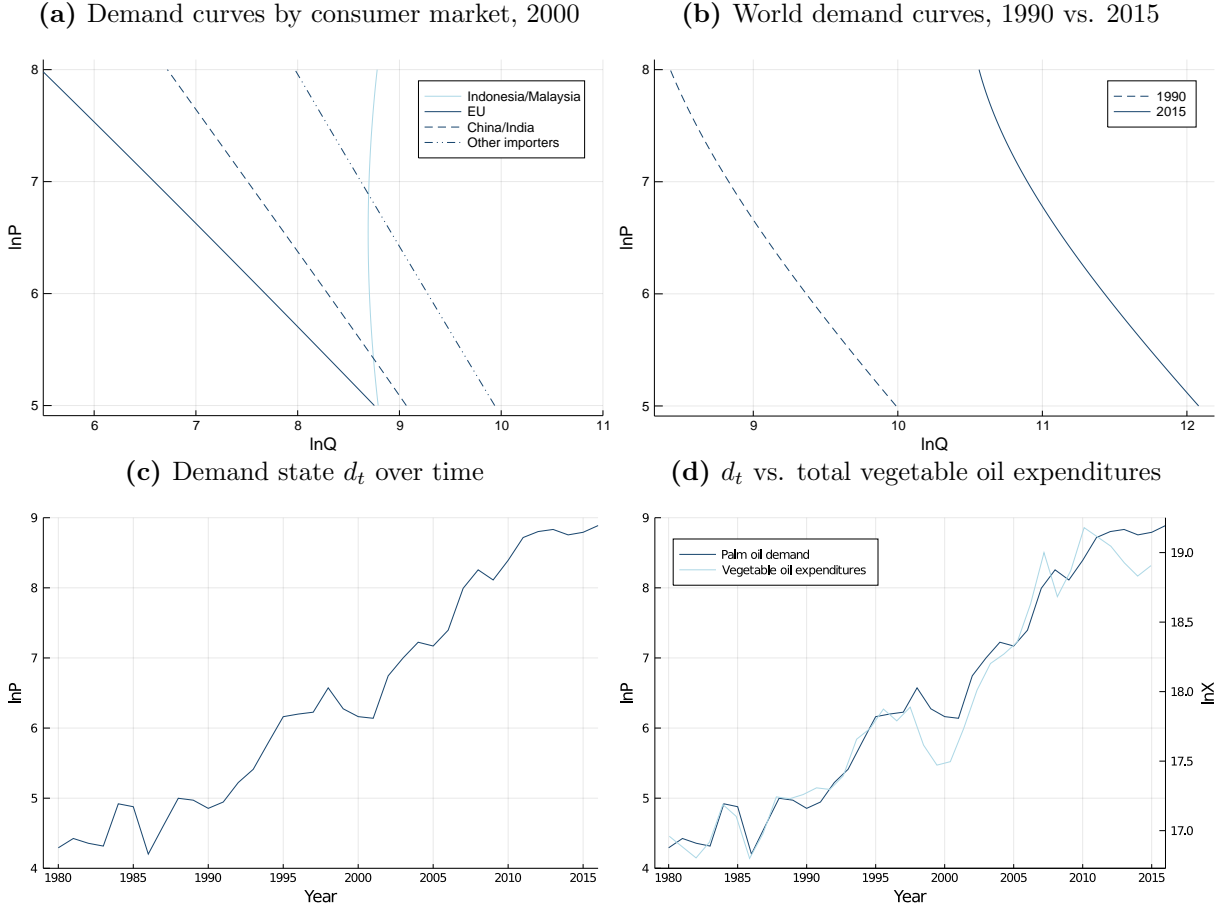 (a) Demand curves by consumer market, 2000
8
7
6
5
lnP
6
7
8
9
10
11
lnQ
Indonesia/Malaysia
EU
China/India
Other importers
(b) World demand curves, 1990 vs. 2015
8
7
6
5
lnP
9
10
11
12
lnQ
1990
2015
(c) Demand state dt over time
9
8
7
6
5
4
lnP
1980
1985
1990
1995
2000
2005
2010
2015
Year
(d) dt vs. total vegetable oil expenditures
9
8
7
6
5
4
lnP
Palm oil demand
Vegetable oil expenditures
19.0
18.5
18.0
17.5
17.0
lnX
1980
1985
1990
1995
2000
2005
2010
2015
Year